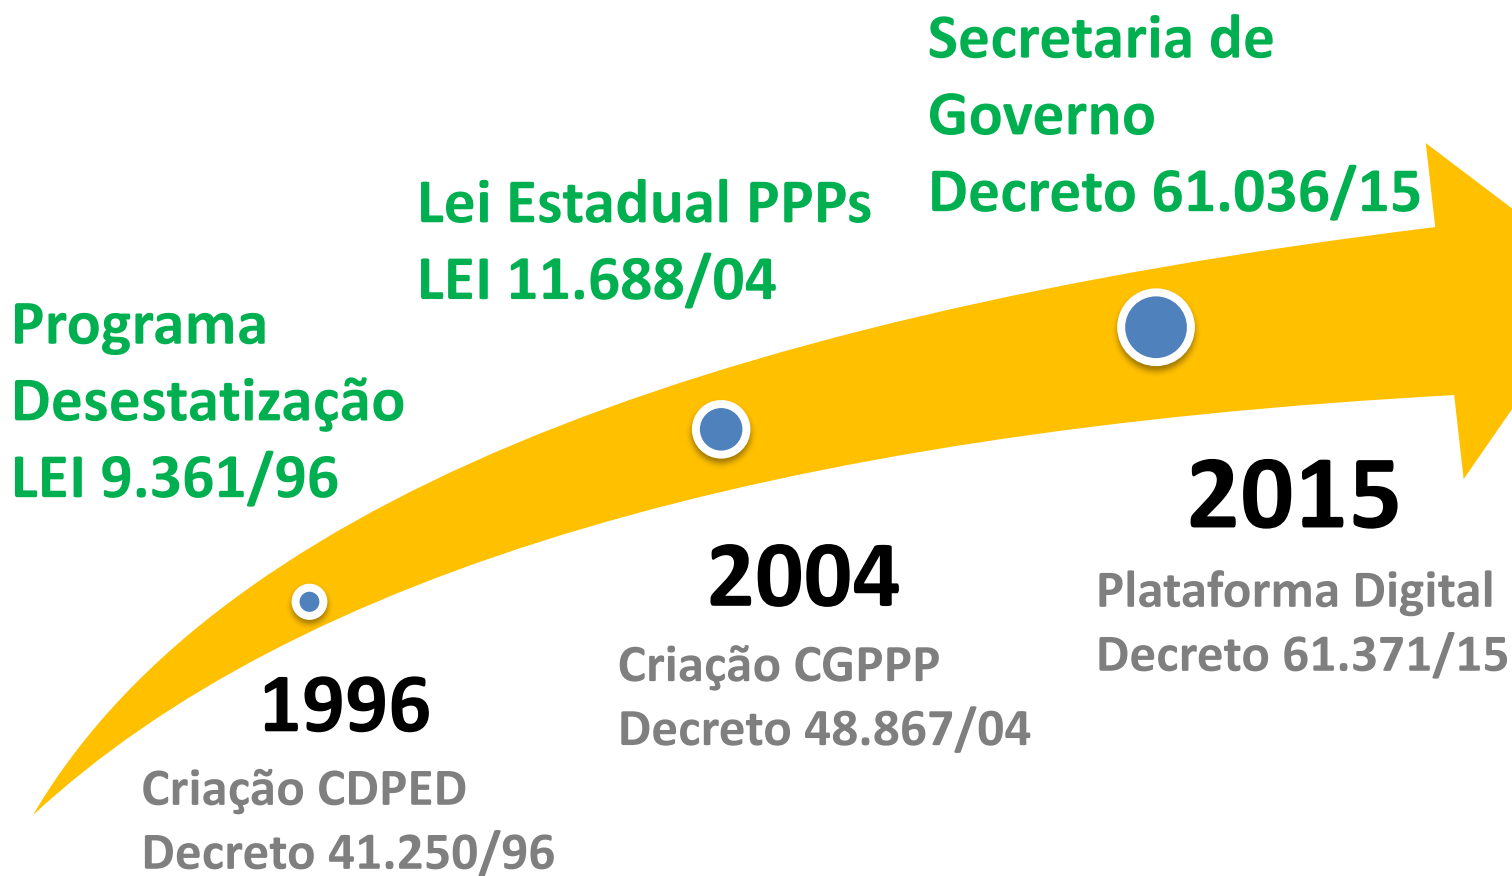 Programa
Desestatização
LEI 9.361/96
1996
Criação CDPED
Decreto 41.250/96
Lei Estadual PPPs
LEI 11.688/04
2004
Criação CGPPP
Decreto 48.867/04
Secretaria de
Governo
Decreto 61.036/15
2015
Plataforma Digital
Decreto 61.371/15